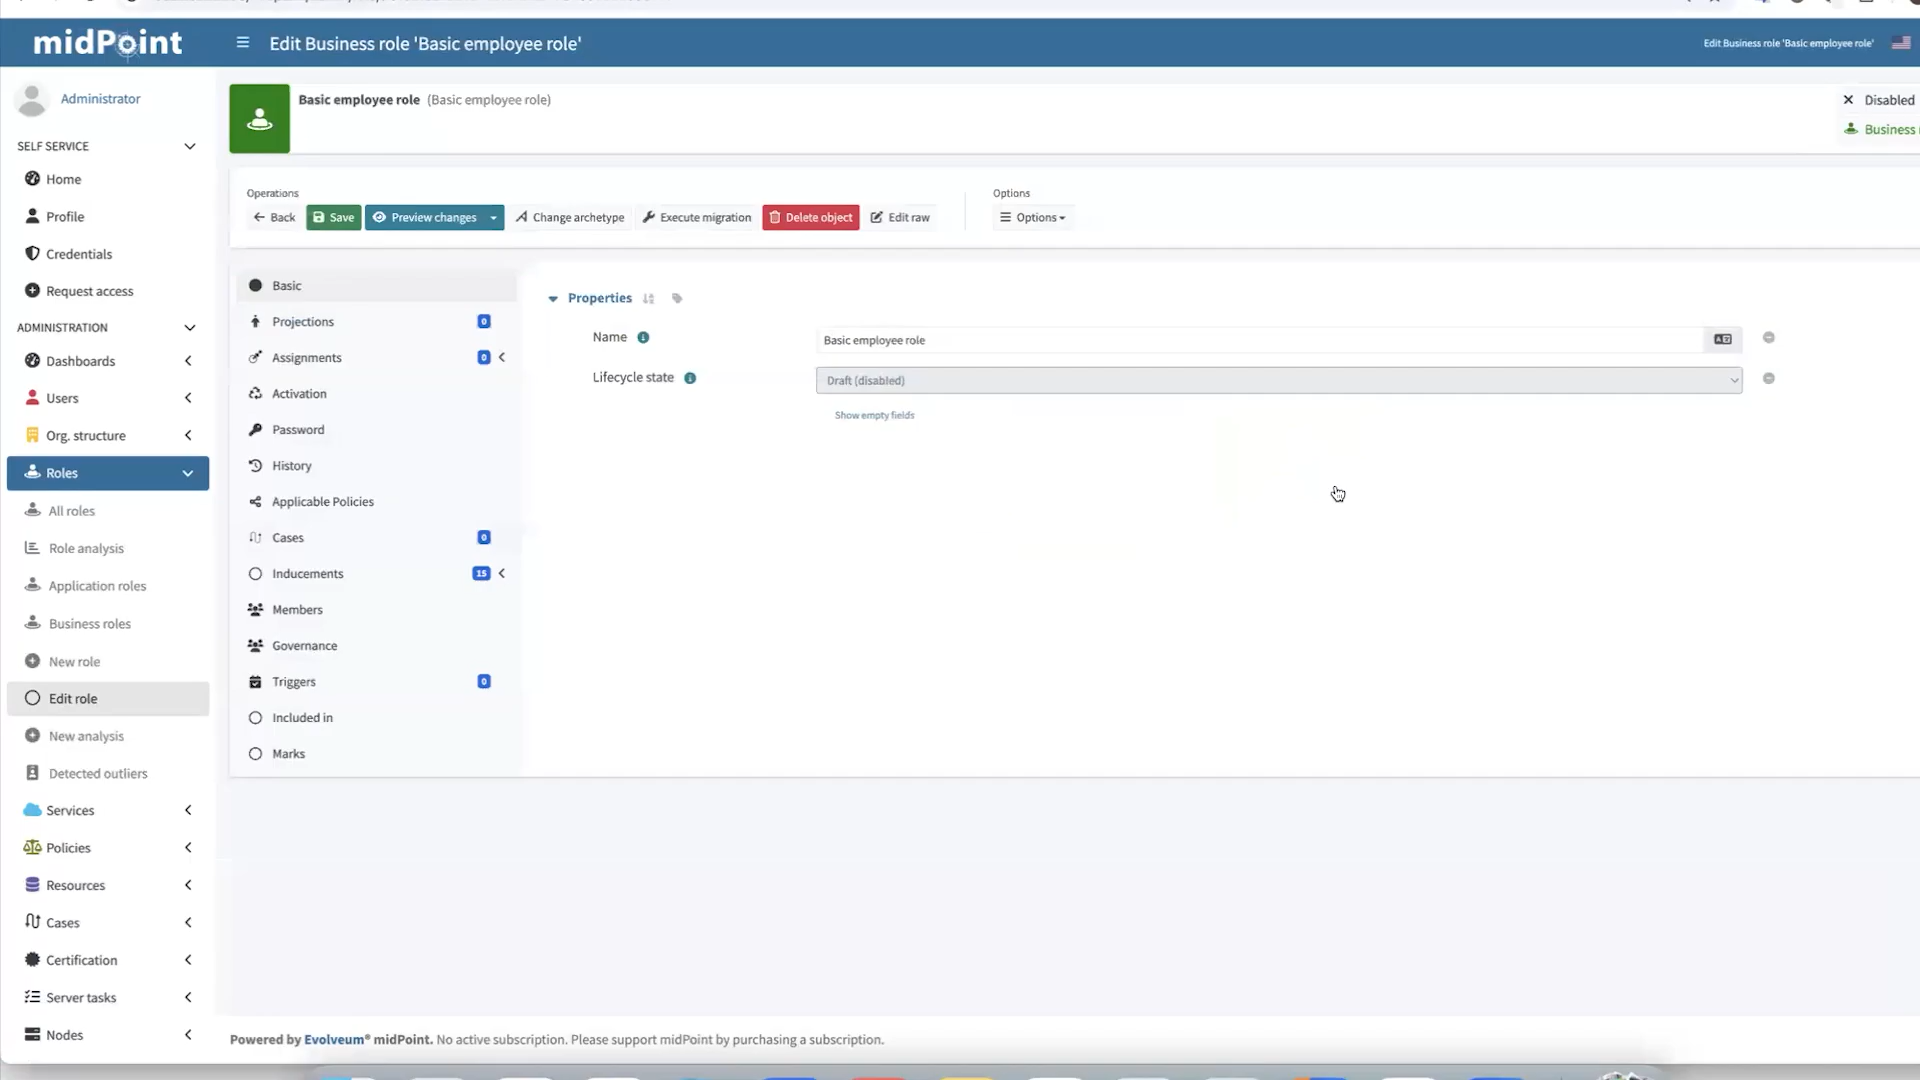 midPoint
Edit Business role 'Basic employee role'
Edit Business role 'Basic employee role'
Administrator
SELF SERVICE
Home
Profile
Credentials
Request access
ADMINISTRATION
Dashboards
Users
Org. structure
Roles
All roles
Role analysis
Application roles
Business roles
New role
Edit role
New analysis
Detected outliers
Services
Policies
Resources
Cases
Certification
Server tasks
Nodes
Basic employee role (Basic employee role)
Disabled
Business
Operations
Back
Save
Preview changes
Change archetype
Execute migration
Delete object
Edit raw
Options
Options
Basic
Projections 0
Assignments 0
Activation
Password
History
Applicable Policies
Cases 0
Inducements 15
Members
Governance
Triggers 0
Included in
Marks
Properties
Name
Basic employee role
Lifecycle state
Draft (disabled)
Show empty fields
Powered by Evolveum® midPoint. No active subscription. Please support midPoint by purchasing a subscription.